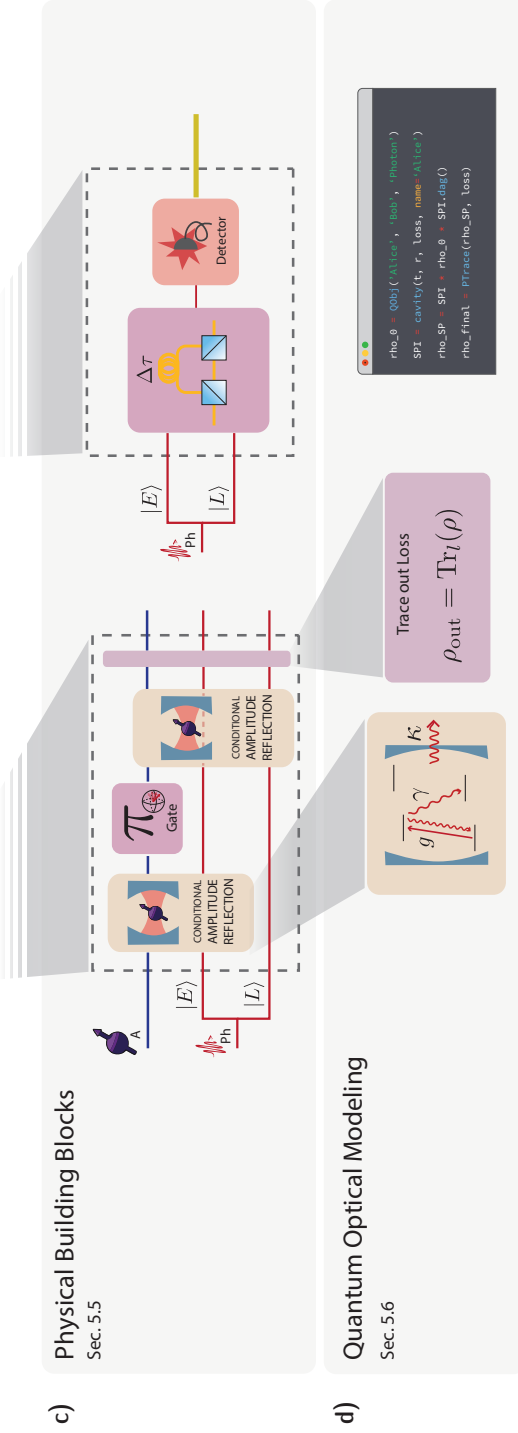 c)
Physical Building Blocks
Sec. 5.5
A
Ph
|E⟩
|L⟩
CONDITIONAL
AMPLITUDE
REFLECTION
π
Gate
CONDITIONAL
AMPLITUDE
REFLECTION
Ph
|E⟩
|L⟩
Δτ
Detector
d)
Quantum Optical Modeling
Sec. 5.6
g
γ
κ
Trace out Loss
ρout = Trl(ρ)
rho_0 = QObj('Alice', 'Bob', 'Photon')
SPI = cavity(t, r, loss, name='Alice')
rho_SP = SPI * rho_0 * SPI.dag()
rho_final = PTrace(rho_SP, loss)